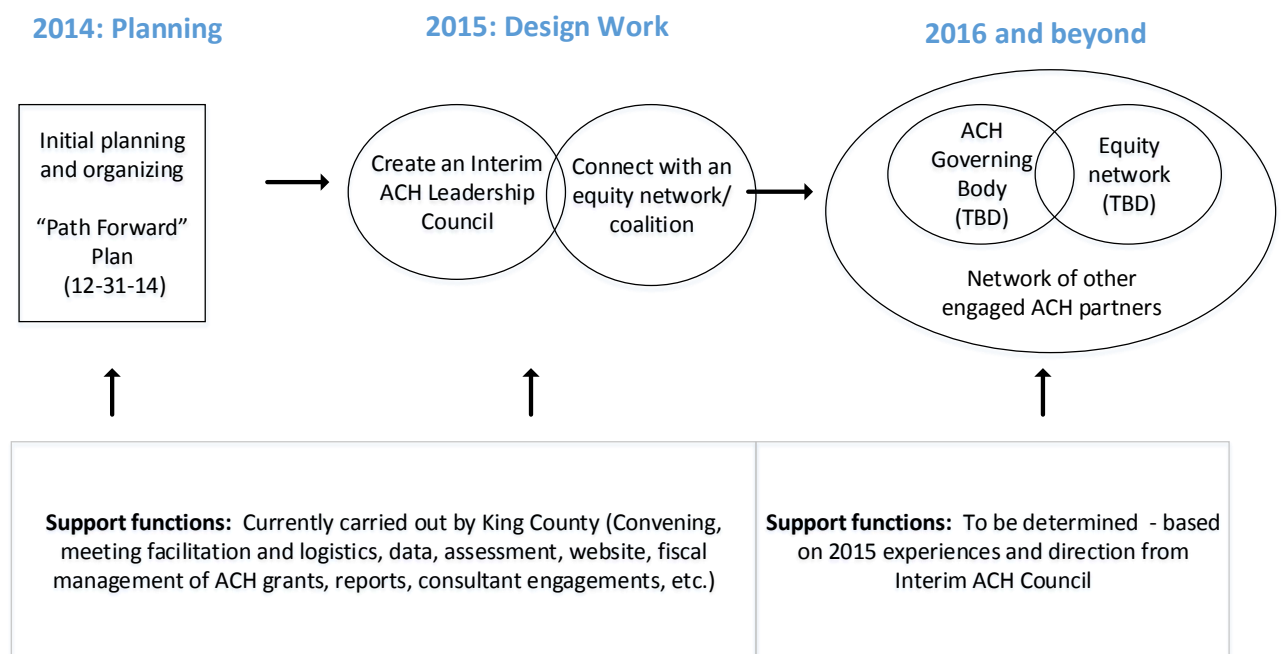 2014: Planning
2015: Design Work
2016 and beyond
Initial planning
and organizing
“Path Forward”
Plan
(12-31-14)
Create an Interim
ACH Leadership
Council
Connect with an
equity network/
coalition
ACH
Governing
Body
(TBD)
Equity
network
(TBD)
Network of other
engaged ACH partners
Support functions: Currently carried out by King County (Convening,
meeting facilitation and logistics, data, assessment, website, fiscal
management of ACH grants, reports, consultant engagements, etc.)
Support functions: To be determined - based
on 2015 experiences and direction from
Interim ACH Council